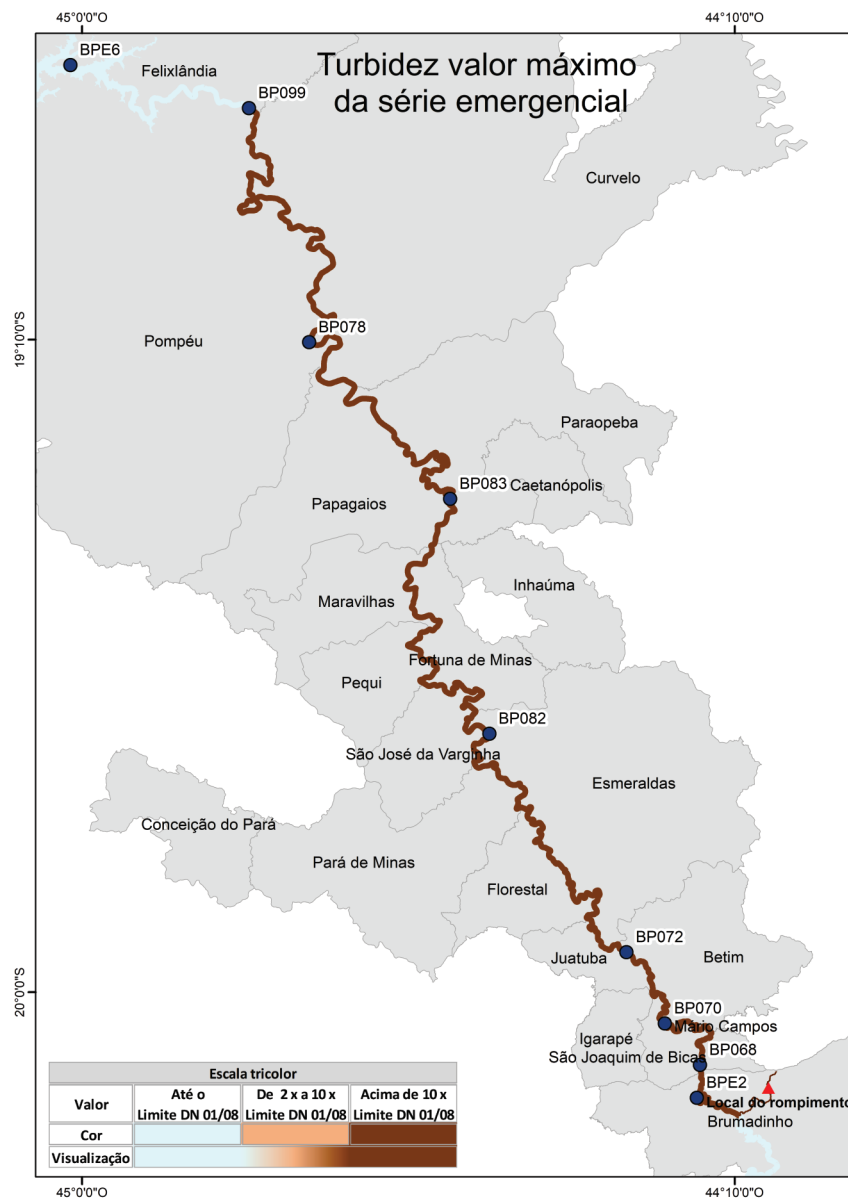 45°0'0"O
44°10'0"O
BPE6
Felixlândia
Turbidez valor máximo
da série emergencial
BP099
Curvelo
BP078
Pompéu
19°10'0"S
Paraopeba
BP083
Caetanópolis
Papagaios
Inhaúma
Maravilhas
Fortuna de Minas
Pequi
BP082
São José da Varginha
Esmeraldas
Conceição do Pará
Pará de Minas
Florestal
BP072
Juatuba
Betim
20°0'0"S
BP070
Mário Campos
Igarapé
BP068
São Joaquim de Bicas
BPE2
Local do rompimento
Brumadinho
Escala tricolor
Valor
Até o
Limite DN 01/08
De 2 x a 10 x
Limite DN 01/08
Acima de 10 x
Limite DN 01/08
Cor
Visualização
45°0'0"O
44°10'0"O